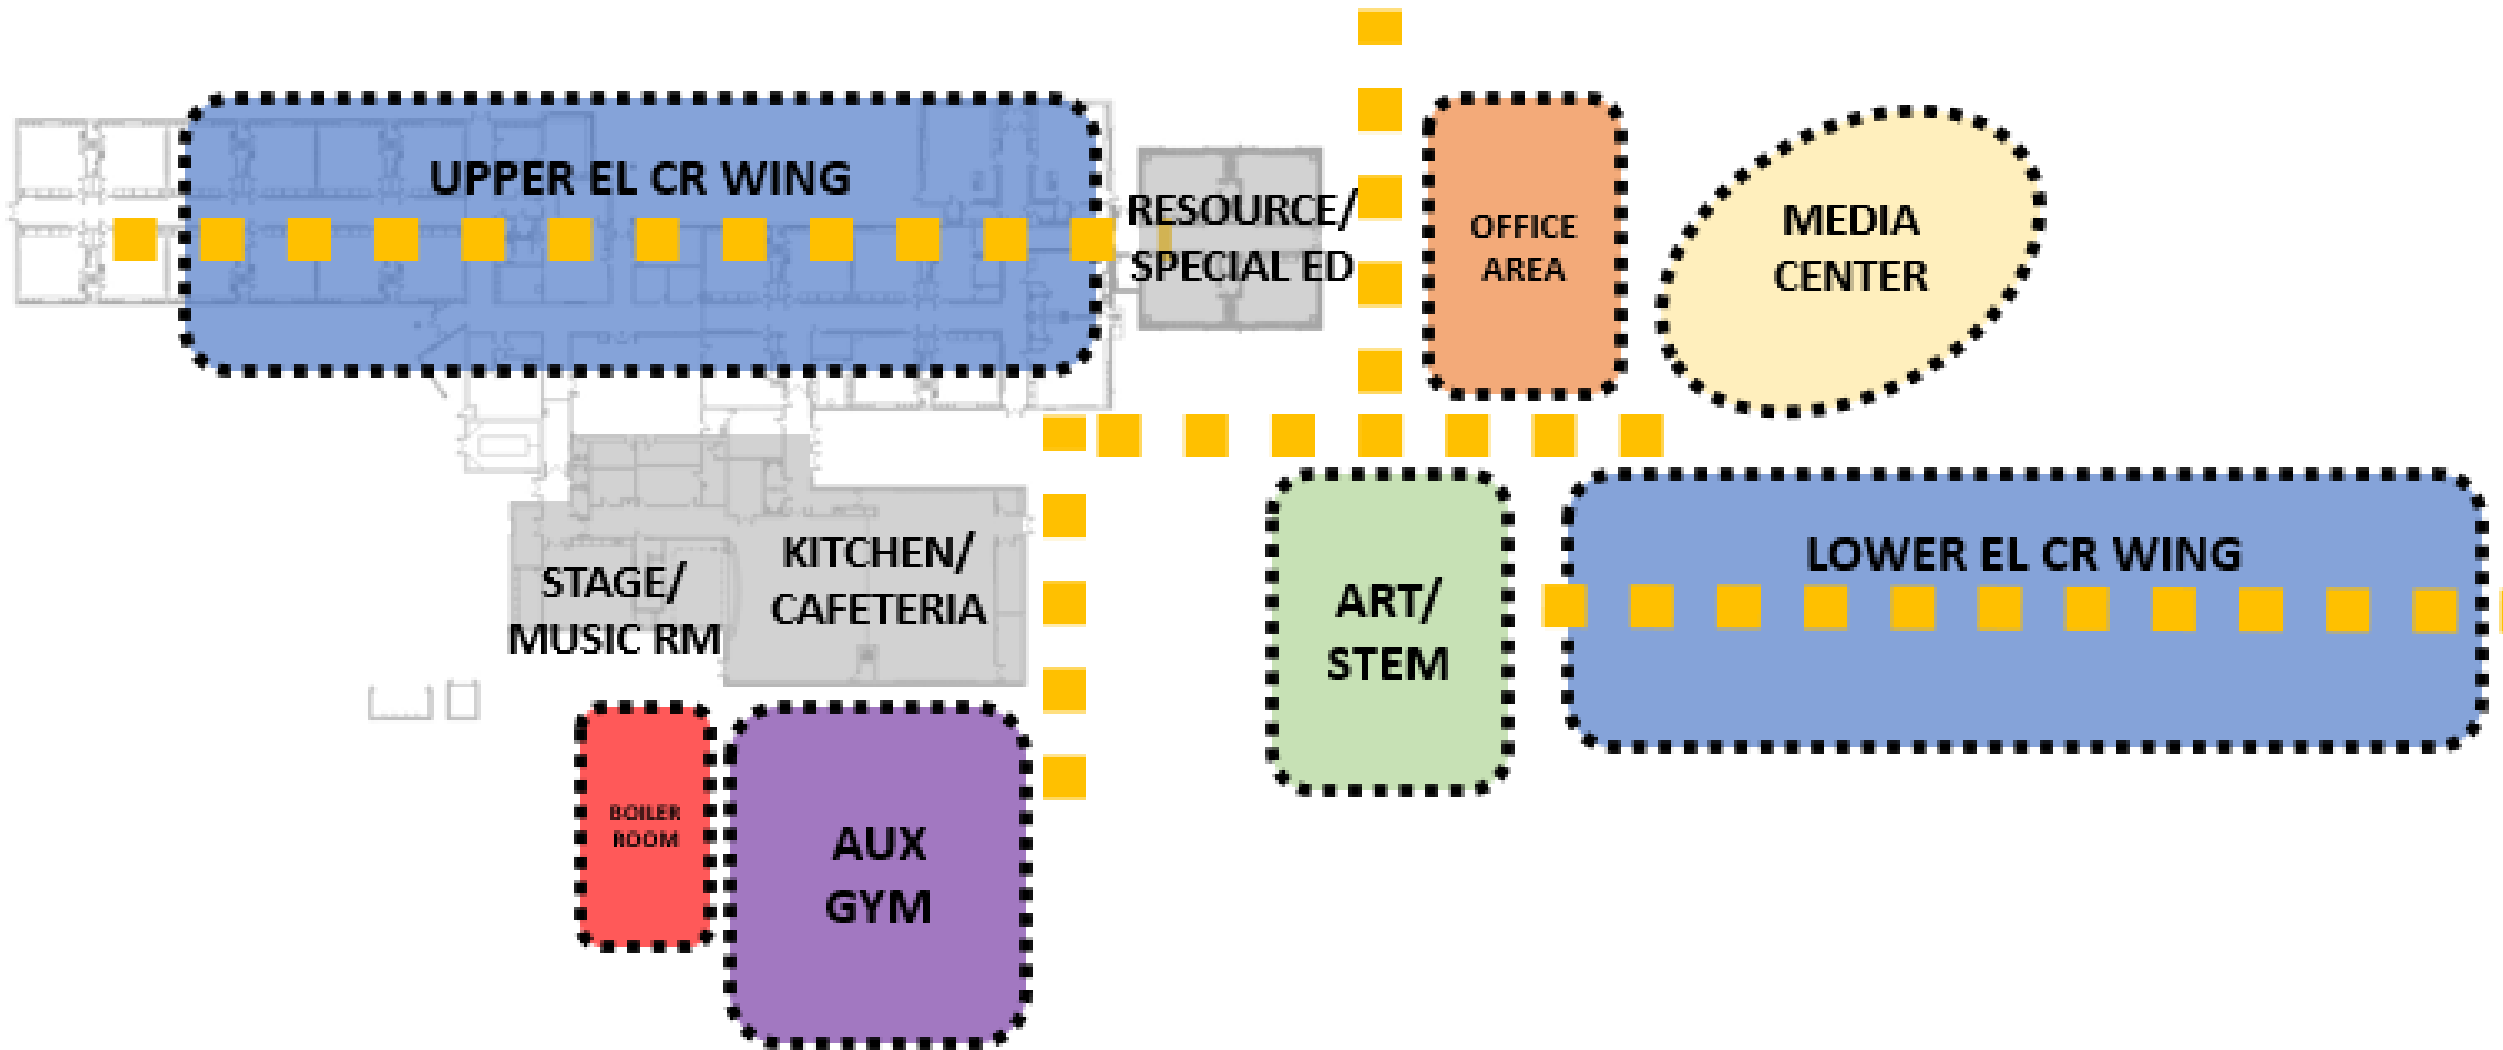 UPPER EL CR WING
RESOURCE/
SPECIAL ED
OFFICE
AREA
MEDIA
CENTER
STAGE/
MUSIC RM
KITCHEN/
CAFETERIA
ART/
STEM
LOWER EL CR WING
BOILER
ROOM
AUX
GYM